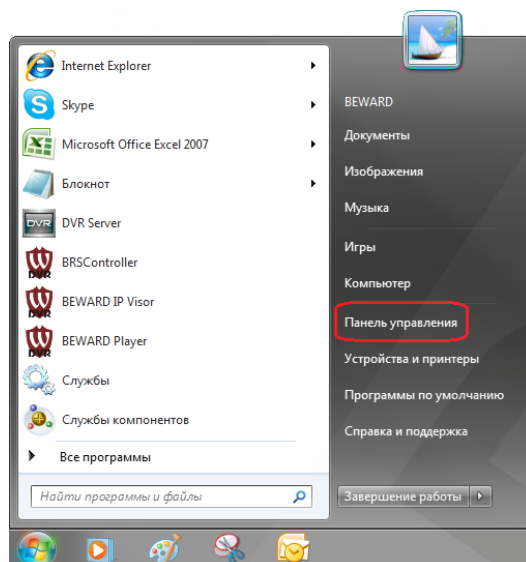 Internet Explorer
Skype
Microsoft Office Excel 2007
Блокнот
DVR Server
BRSController
BEWARD IP Visor
BEWARD Player
Службы
Службы компонентов
Все программы
Найти программы и файлы
BEWARD
Документы
Изображения
Музыка
Игры
Компьютер
Панель управления
Устройства и принтеры
Программы по умолчанию
Справка и поддержка
Завершение работы